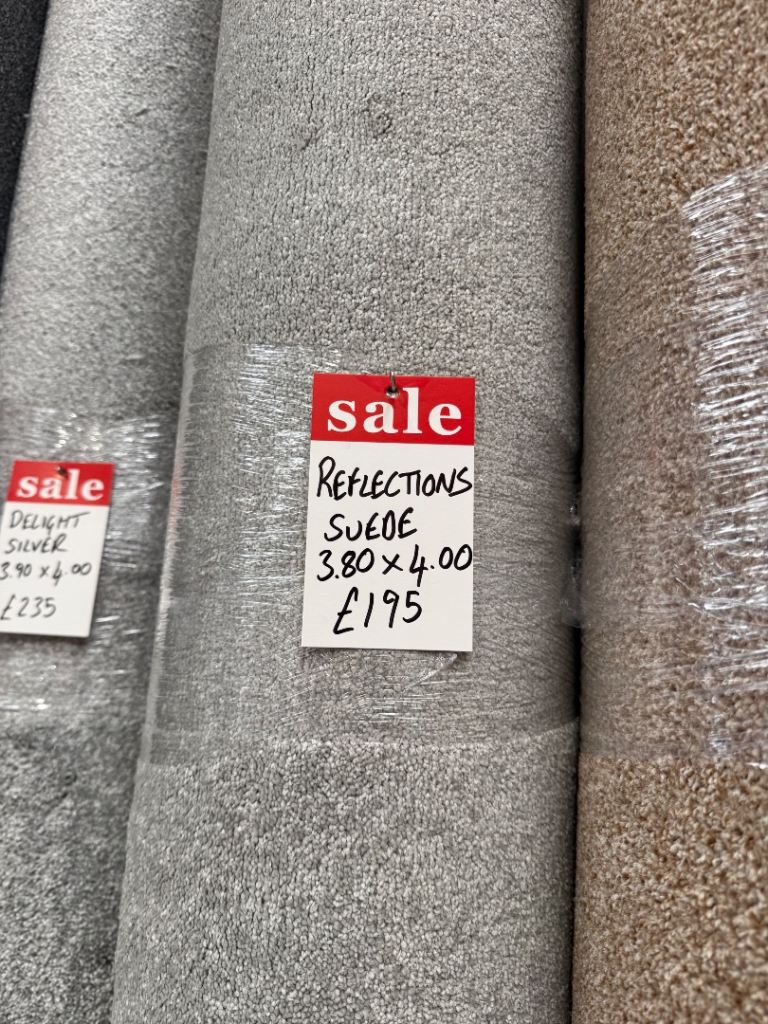 sale
DELIGHT
SILVER
3.90 x 4.00
£235
sale
REFLECTIONS
SUEDE
3.80 x 4.00
£195